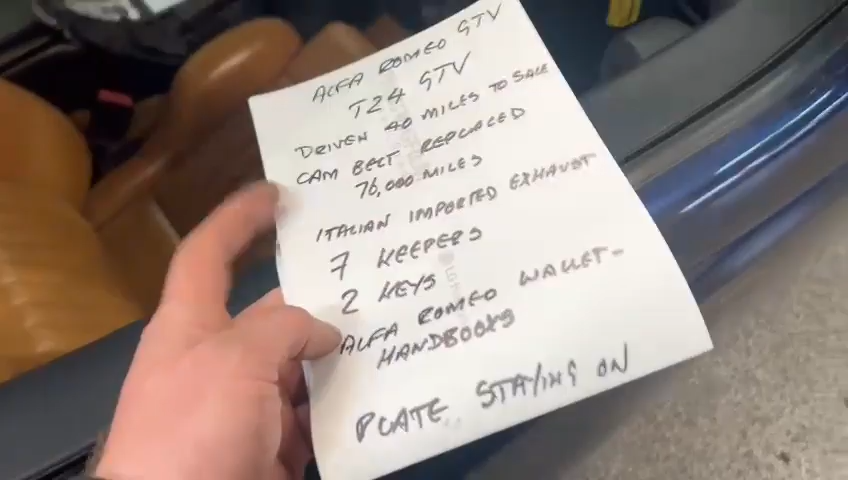 ALFA ROMEO GTV
T24 GTV
DRIVEN 40 MILES TO SALE
CAM BELT REPLACED
76,000 MILES
ITALIAN IMPORTED EXHAUST
7 KEEPERS
2 KEYS
ALFA ROMEO WALLET-
HANDBOOKS
PLATE STAYING ON